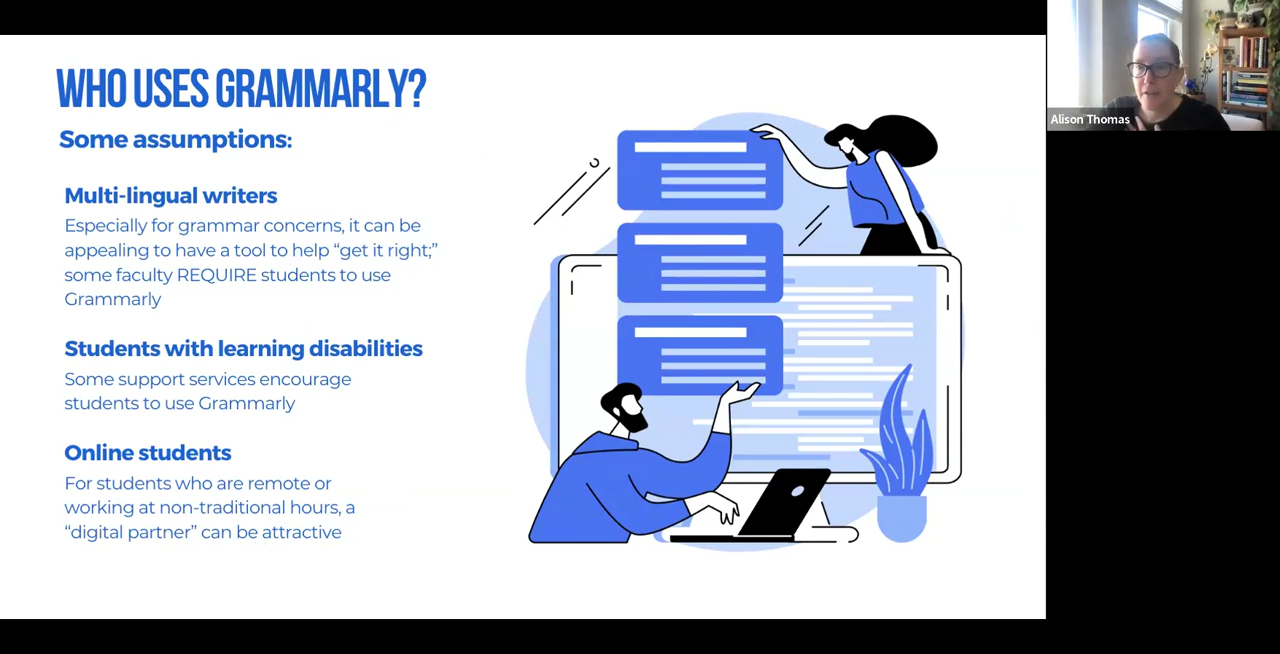 WHO USES GRAMMARLY?
Some assumptions:
Multi-lingual writers
Especially for grammar concerns, it can be
appealing to have a tool to help “get it right;”
some faculty REQUIRE students to use
Grammarly
Students with learning disabilities
Some support services encourage
students to use Grammarly
Online students
For students who are remote or
working at non-traditional hours, a
“digital partner” can be attractive
Alison Thomas